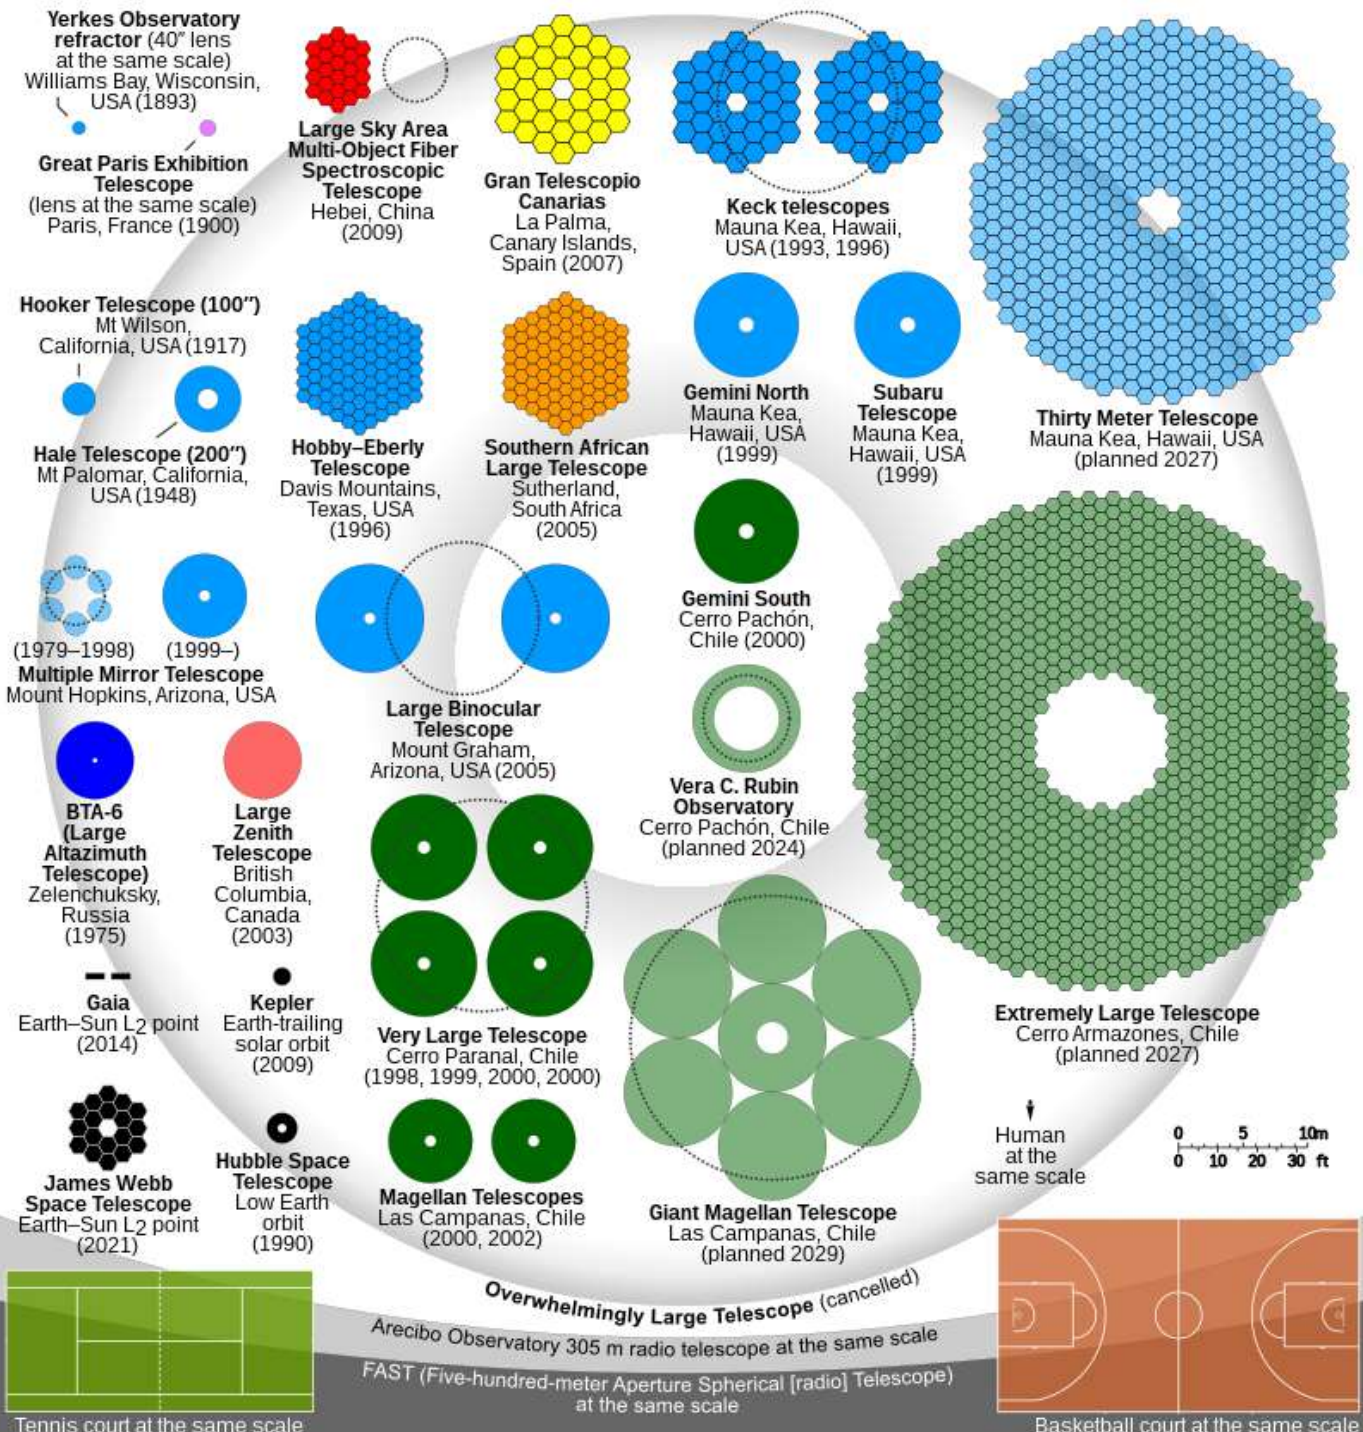 Yerkes Observatory
refractor (40″ lens
at the same scale)
Williams Bay, Wisconsin,
USA (1893)
Great Paris Exhibition
Telescope
(lens at the same scale)
Paris, France (1900)
Large Sky Area
Multi-Object Fiber
Spectroscopic
Telescope
Hebei, China
(2009)
Gran Telescopio
Canarias
La Palma,
Canary Islands,
Spain (2007)
Keck telescopes
Mauna Kea, Hawaii,
USA (1993, 1996)
Thirty Meter Telescope
Mauna Kea, Hawaii, USA
(planned 2027)
Hooker Telescope (100″)
Mt Wilson,
California, USA (1917)
Hale Telescope (200″)
Mt Palomar, California,
USA (1948)
Hobby–Eberly
Telescope
Davis Mountains,
Texas, USA
(1996)
Southern African
Large Telescope
Sutherland,
South Africa
(2005)
Gemini North
Mauna Kea,
Hawaii, USA
(1999)
Subaru
Telescope
Mauna Kea,
Hawaii, USA
(1999)
Gemini South
Cerro Pachón,
Chile (2000)
(1979–1998) (1999–)
Multiple Mirror Telescope
Mount Hopkins, Arizona, USA
Large Binocular
Telescope
Mount Graham,
Arizona, USA (2005)
Vera C. Rubin
Observatory
Cerro Pachón, Chile
(planned 2024)
BTA-6
(Large
Altazimuth
Telescope)
Zelenchuksky,
Russia
(1975)
Large
Zenith
Telescope
British
Columbia,
Canada
(2003)
Gaia
Earth–Sun L2 point
(2014)
Kepler
Earth-trailing
solar orbit
(2009)
Very Large Telescope
Cerro Paranal, Chile
(1998, 1999, 2000, 2000)
Extremely Large Telescope
Cerro Armazones, Chile
(planned 2027)
James Webb
Space Telescope
Earth–Sun L2 point
(2021)
Hubble Space
Telescope
Low Earth
orbit
(1990)
Magellan Telescopes
Las Campanas, Chile
(2000, 2002)
Giant Magellan Telescope
Las Campanas, Chile
(planned 2029)
Human
at the
same scale
0 5 10m
0 10 20 30 ft
Overwhelmingly Large Telescope (cancelled)
Arecibo Observatory 305 m radio telescope at the same scale
FAST (Five-hundred-meter Aperture Spherical [radio] Telescope)
at the same scale
Tennis court at the same scale
Basketball court at the same scale